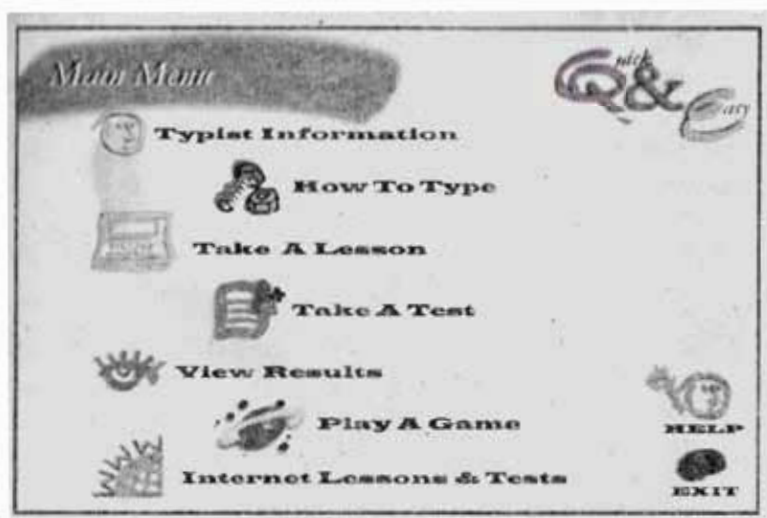 Main Menu
Quick & Easy
Typist Information
How To Type
Take A Lesson
Take A Test
View Results
Play A Game
HELP
Internet Lessons & Tests
EXIT